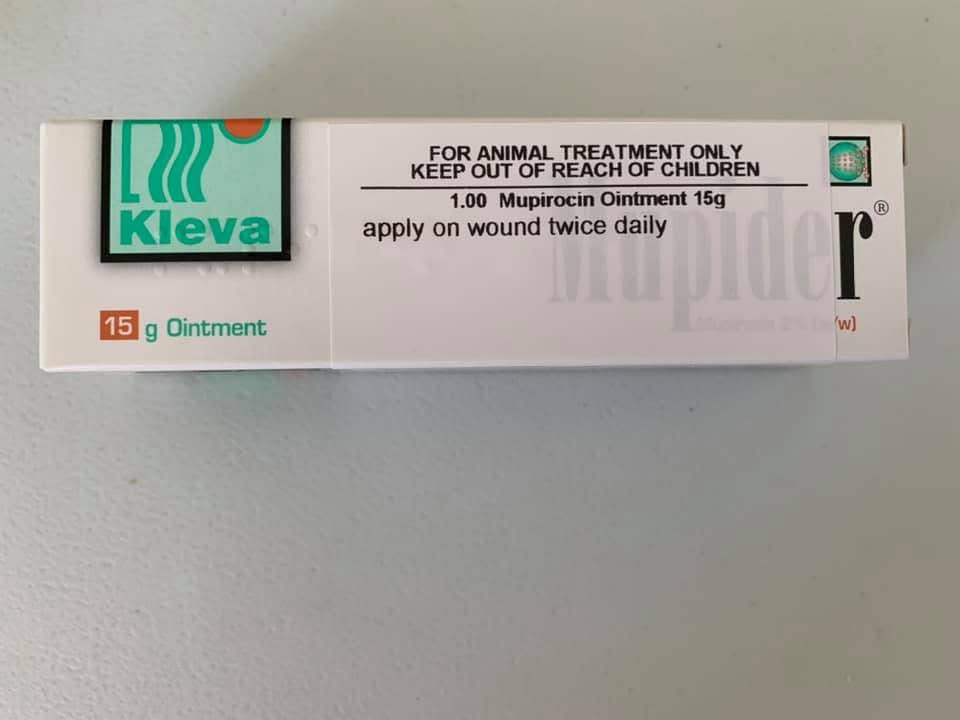 FOR ANIMAL TREATMENT ONLY
KEEP OUT OF REACH OF CHILDREN
1.00 Mupirocin Ointment 15g
apply on wound twice daily
Kleva
Mupider®
15 g Ointment
w)